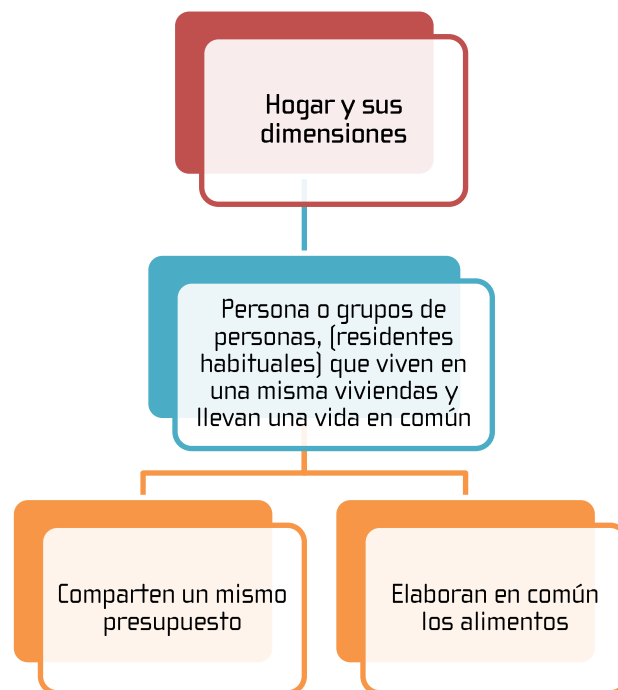 Hogar y sus
dimensiones
Persona o grupos de
personas, (residentes
habituales) que viven en
una misma viviendas y
llevan una vida en común
Comparten un mismo
presupuesto
Elaboran en común
los alimentos